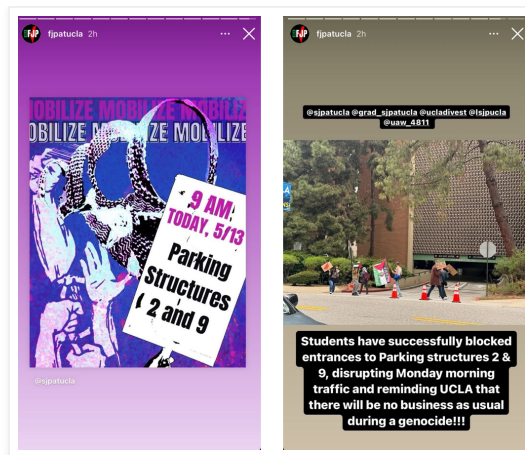 FJP
fjpatucla 2h
MOBILIZE MOBILIZE MOBILIZE
MOBILIZE MOBILIZE MOBILIZE
9 AM
TODAY, 5/13
Parking
Structures
2 and 9
@sjpatucla
FJP
fjpatucla 2h
@sjpatucla @grad_sjpatucla @ucladivest @lsjpucla
@uaw_4811
Students have successfully blocked
entrances to Parking structures 2 &
9, disrupting Monday morning
traffic and reminding UCLA that
there will be no business as usual
during a genocide!!!